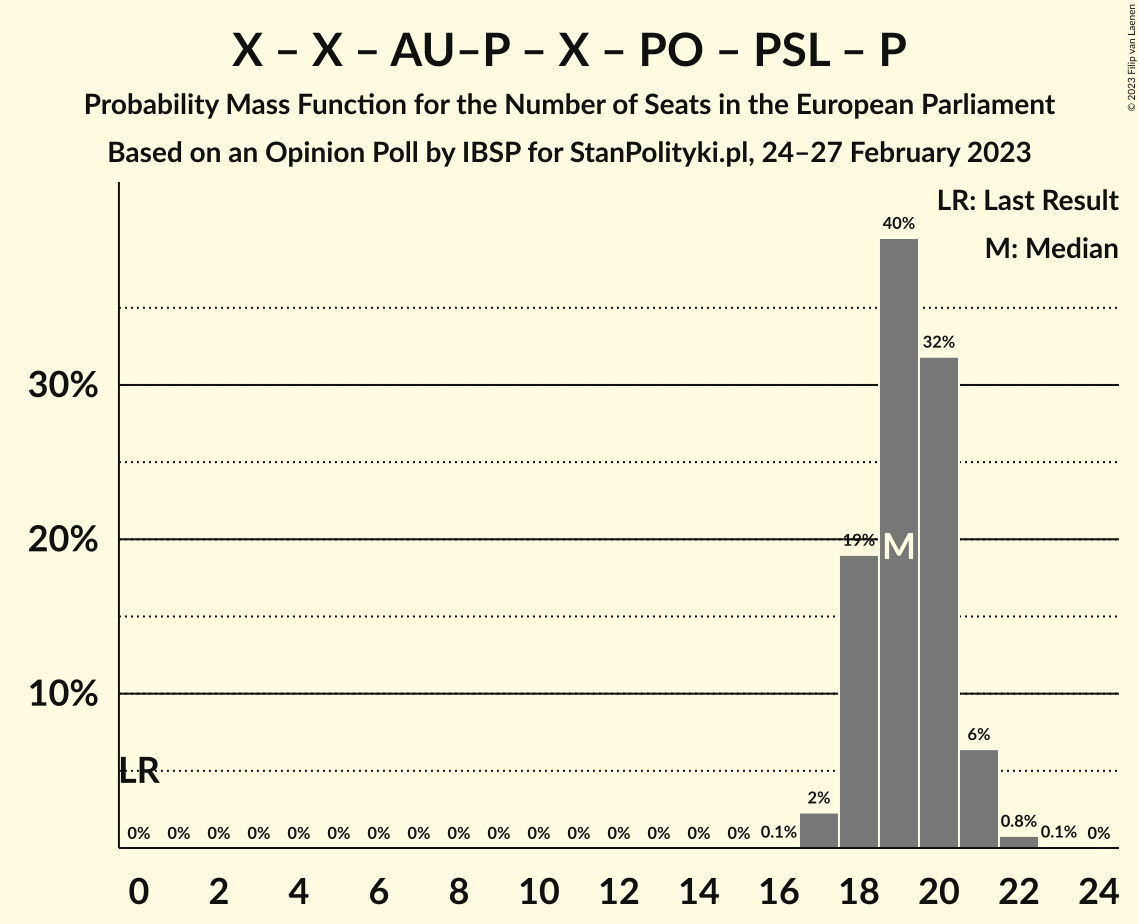 X – X – AU–P – X – PO – PSL – P
Probability Mass Function for the Number of Seats in the European Parliament
Based on an Opinion Poll by IBSP for StanPolityki.pl, 24–27 February 2023
© 2023 Filip van Laenen
LR: Last Result
M: Median
40%
32%
30%
20%
19%
M
10%
6%
LR
2%
0% 0% 0% 0% 0% 0% 0% 0% 0% 0% 0% 0% 0% 0% 0% 0% 0.1% 0.8% 0.1% 0%
0 2 4 6 8 10 12 14 16 18 20 22 24